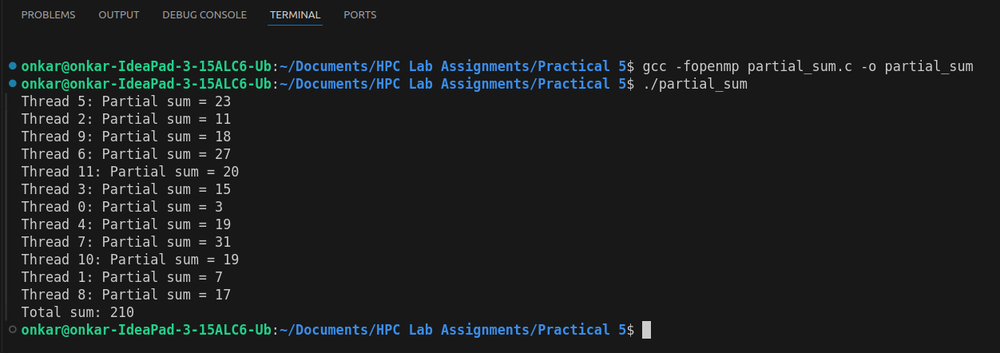 PROBLEMS OUTPUT DEBUG CONSOLE TERMINAL PORTS
onkar@onkar-IdeaPad-3-15ALC6-Ub:~/Documents/HPC Lab Assignments/Practical 5$ gcc -fopenmp partial_sum.c -o partial_sum
onkar@onkar-IdeaPad-3-15ALC6-Ub:~/Documents/HPC Lab Assignments/Practical 5$ ./partial_sum
Thread 5: Partial sum = 23
Thread 2: Partial sum = 11
Thread 9: Partial sum = 18
Thread 6: Partial sum = 27
Thread 11: Partial sum = 20
Thread 3: Partial sum = 15
Thread 0: Partial sum = 3
Thread 4: Partial sum = 19
Thread 7: Partial sum = 31
Thread 10: Partial sum = 19
Thread 1: Partial sum = 7
Thread 8: Partial sum = 17
Total sum: 210
onkar@onkar-IdeaPad-3-15ALC6-Ub:~/Documents/HPC Lab Assignments/Practical 5$